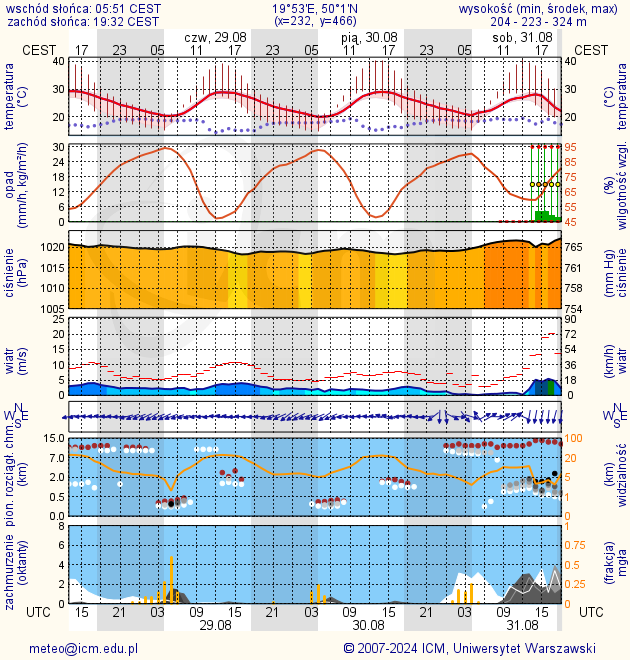 wschód słońca: 05:51 CEST 19°53'E, 50°1'N wysokość (min, środek, max)
zachód słońca: 19:32 CEST (x=232, y=466) 204 - 223 - 324 m
czw, 29.08 pią, 30.08 sob, 31.08
CEST 17 23 05 11 17 23 05 11 17 23 05 11 17 CEST
temperatura (°C) 40 30 20 40 30 20 temperatura (°C)
opad (mm/h, kg/m²/h) 30 24 18 12 6 0 95 85 75 65 55 45 (%) wilgotność wzgl.
ciśnienie (hPa) 1020 1015 1010 1005 765 761 758 754 (mm Hg) ciśnienie
wiatr (m/s) 25 20 15 10 5 0 90 72 54 36 18 0 (km/h) wiatr
N W E S N W E S
pion. rozciągł. chm. (km) 15.0 7.0 2.0 0.5 0.0 100 20 5 1 0 (km) widzialność
zachmurzenie (oktanty) 8 6 4 2 0 1 0.75 0.5 0.25 0 (frakcja) mgła
UTC 15 21 03 09 15 21 03 09 15 21 03 09 15 UTC
29.08 30.08 31.08
meteo@icm.edu.pl © 2007-2024 ICM, Uniwersytet Warszawski